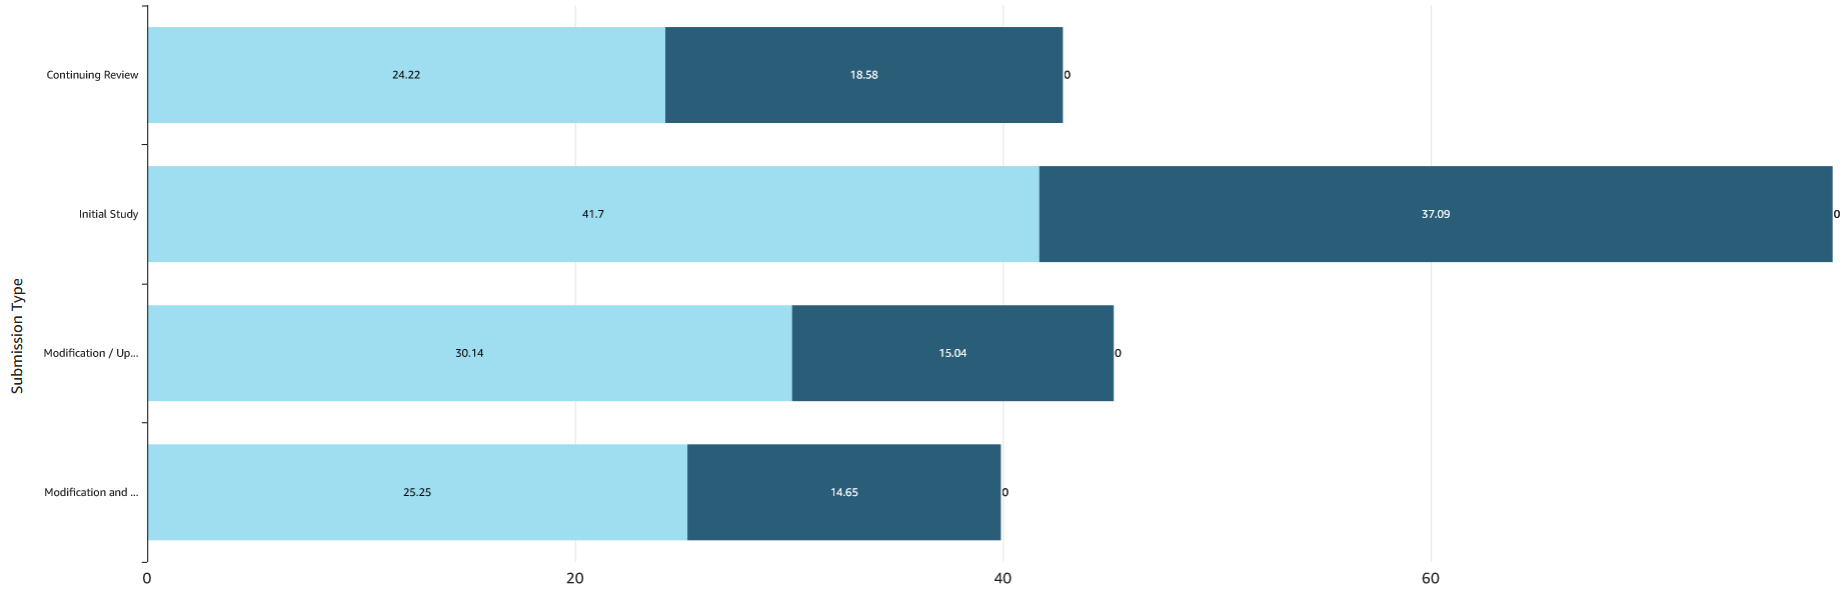 Continuing Review 24.22 18.58 0
Initial Study 41.7 37.09 0
Submission Type
Modification / Up... 30.14 15.04 0
Modification and ... 25.25 14.65 0
0 20 40 60